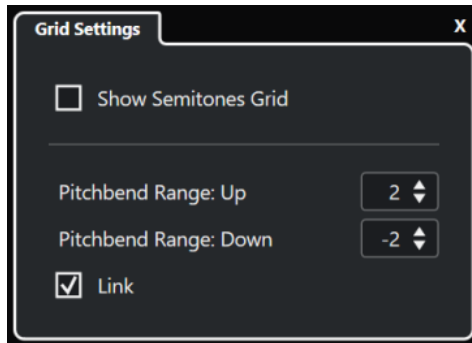 Grid Settings X
Show Semitones Grid
Pitchbend Range: Up 2
Pitchbend Range: Down -2
Link